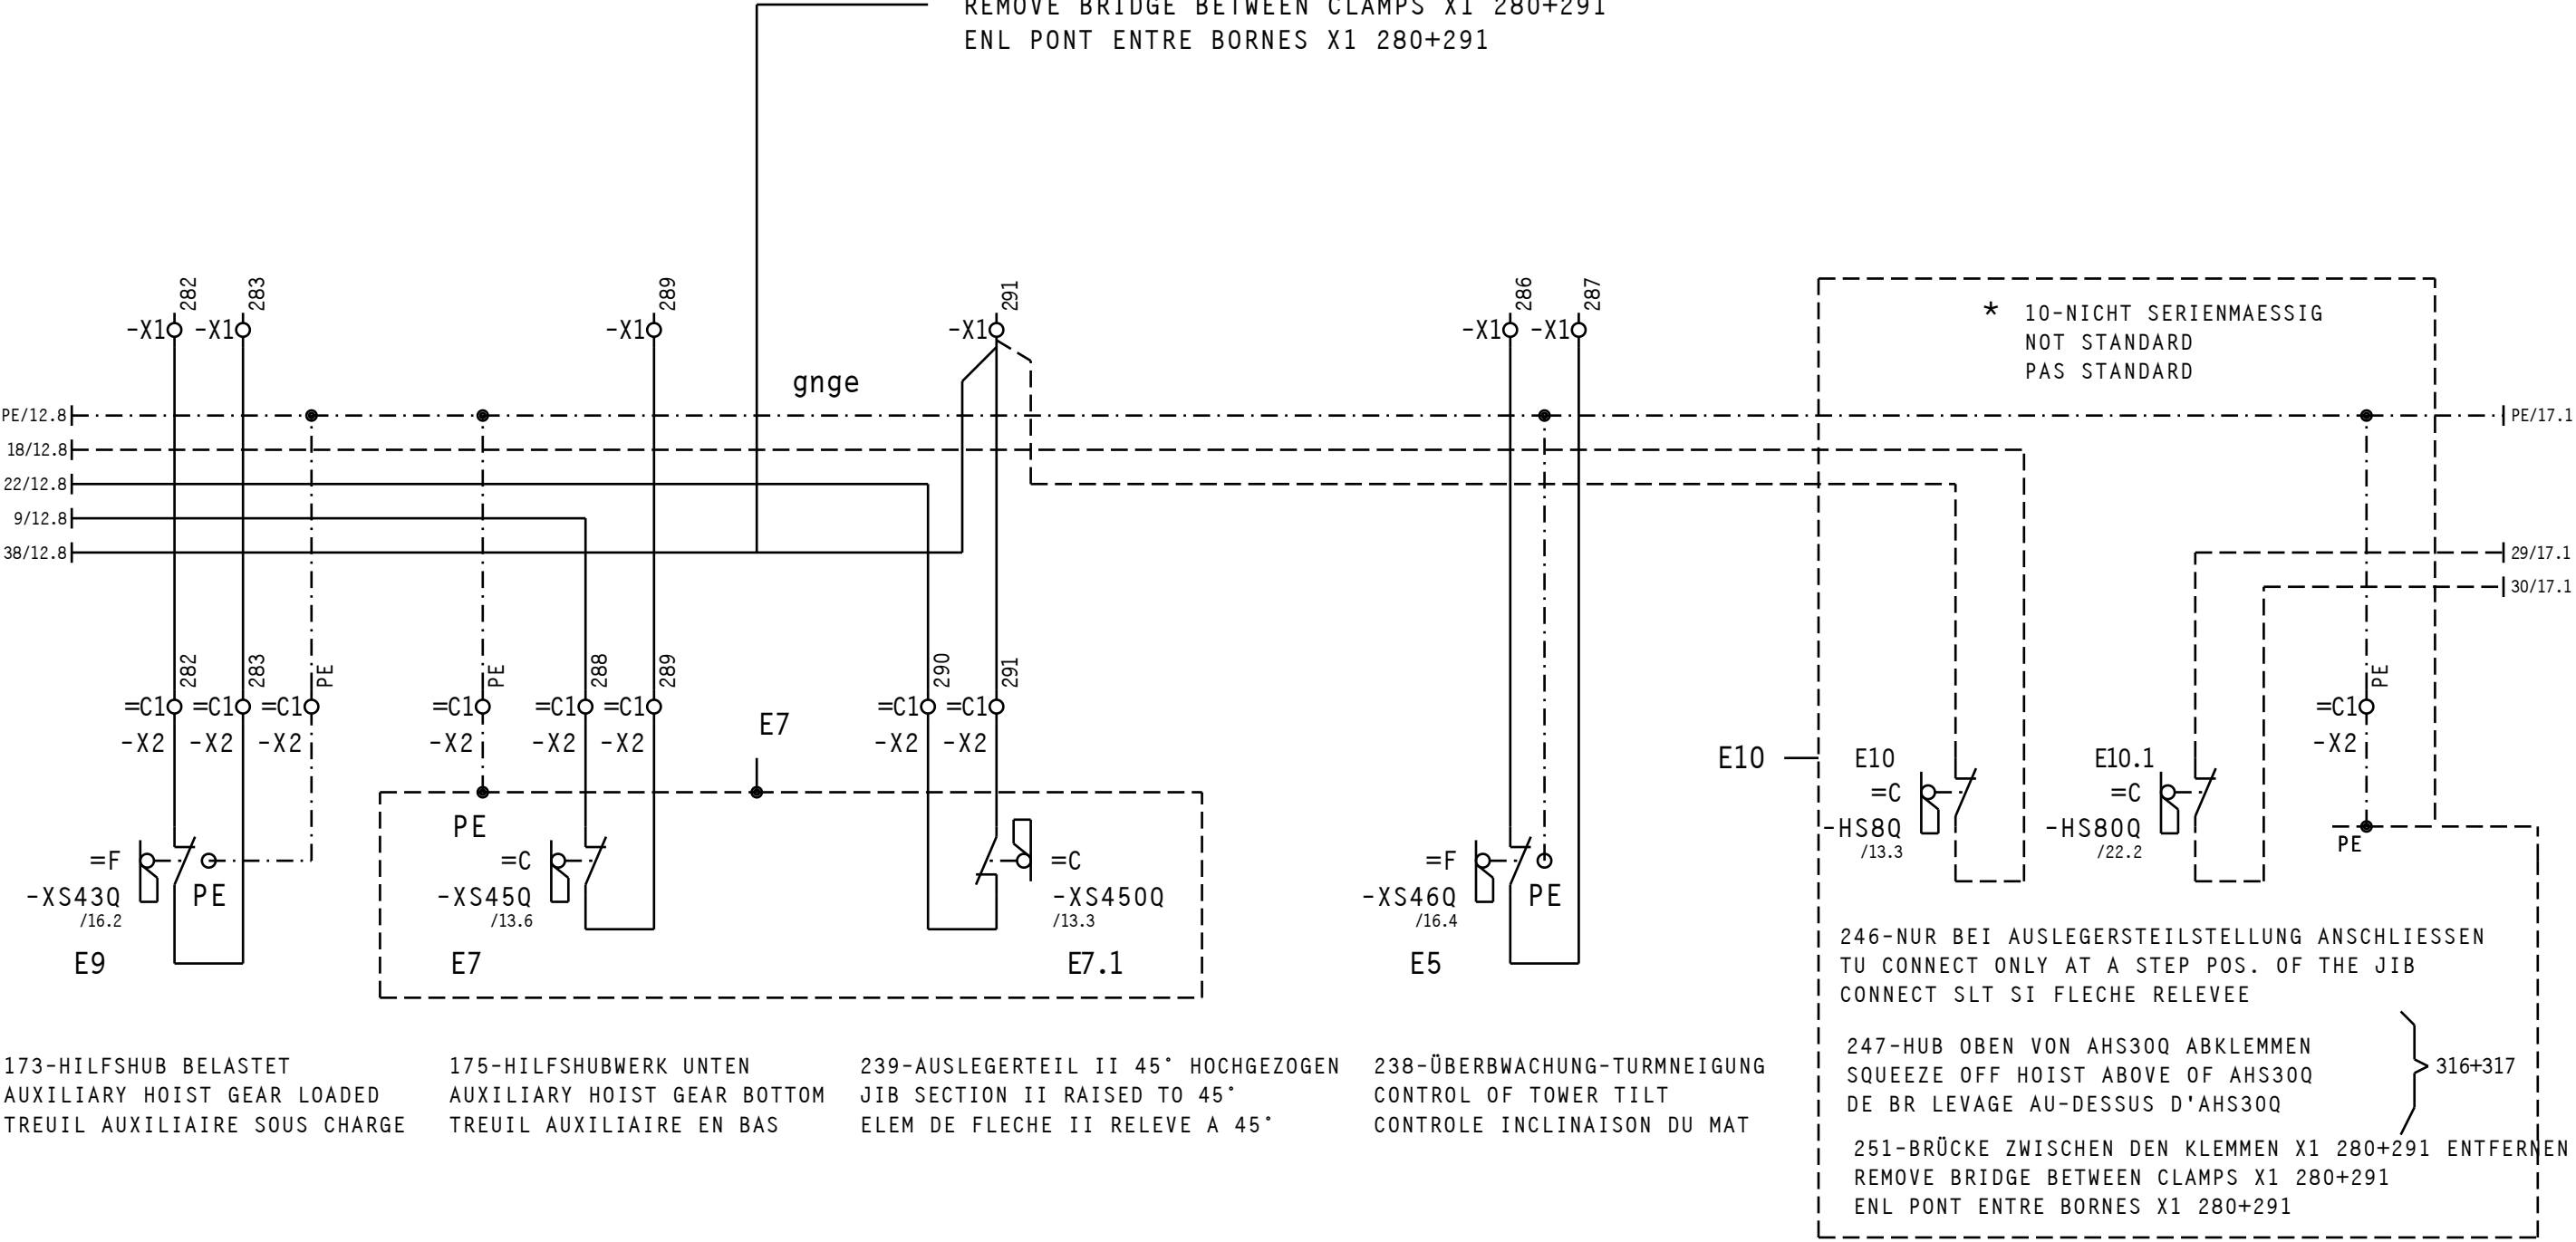 REMOVE BRIDGE BETWEEN CLAMPS X1 280+291
ENL PONT ENTRE BORNES X1 280+291
282
283
289
291
286
287
-X1
-X1
-X1
-X1
-X1
-X1
* 10-NICHT SERIENMAESSIG
NOT STANDARD
PAS STANDARD
gnge
PE/12.8
PE/17.1
18/12.8
22/12.8
9/12.8
38/12.8
29/17.1
30/17.1
282
283
PE
PE
288
289
290
291
PE
=C1
=C1
=C1
=C1
=C1
=C1
=C1
=C1
=C1
-X2
-X2
-X2
-X2
-X2
-X2
-X2
-X2
-X2
E7
E10
E10
=C
-HS8Q
/13.3
E10.1
=C
-HS80Q
/22.2
PE
PE
=F
-XS43Q
/16.2
PE
E9
=C
-XS45Q
/13.6
E7
=C
-XS450Q
/13.3
E7.1
=F
-XS46Q
/16.4
PE
E5
246-NUR BEI AUSLEGERSTEILSTELLUNG ANSCHLIESSEN
TU CONNECT ONLY AT A STEP POS. OF THE JIB
CONNECT SLT SI FLECHE RELEVEE
247-HUB OBEN VON AHS30Q ABKLEMMEN
SQUEEZE OFF HOIST ABOVE OF AHS30Q
DE BR LEVAGE AU-DESSUS D'AHS30Q
316+317
251-BRÜCKE ZWISCHEN DEN KLEMMEN X1 280+291 ENTFERNEN
REMOVE BRIDGE BETWEEN CLAMPS X1 280+291
ENL PONT ENTRE BORNES X1 280+291
173-HILFSHUB BELASTET
AUXILIARY HOIST GEAR LOADED
TREUIL AUXILIAIRE SOUS CHARGE
175-HILFSHUBWERK UNTEN
AUXILIARY HOIST GEAR BOTTOM
TREUIL AUXILIAIRE EN BAS
239-AUSLEGERTEIL II 45° HOCHGEZOGEN
JIB SECTION II RAISED TO 45°
ELEM DE FLECHE II RELEVE A 45°
238-ÜBERBWACHUNG-TURMNEIGUNG
CONTROL OF TOWER TILT
CONTROLE INCLINAISON DU MAT